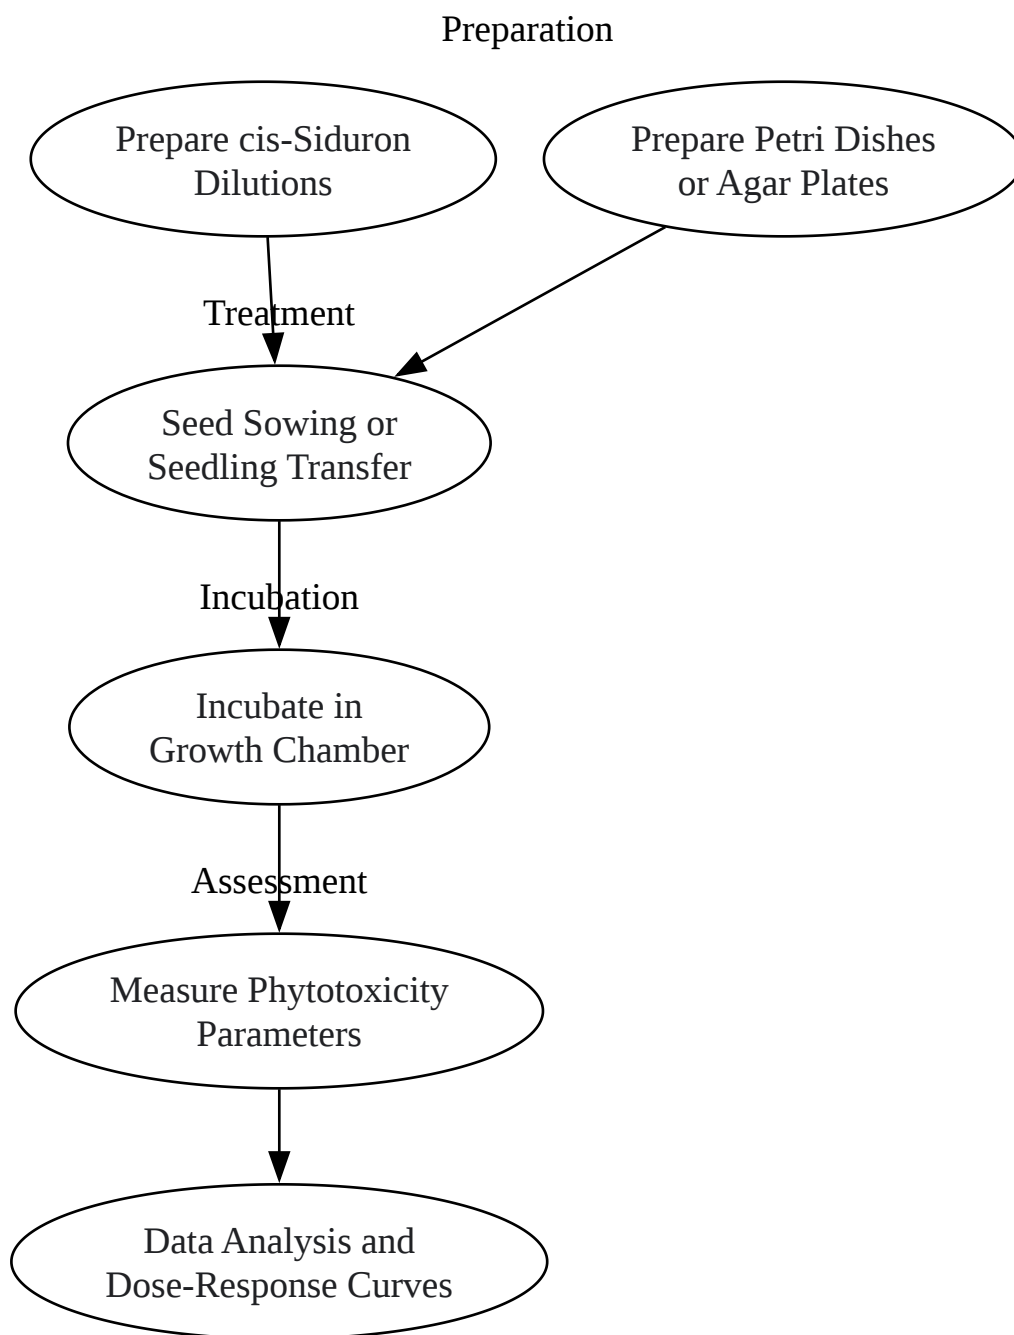 Preparation
Prepare cis-Siduron
Dilutions
Prepare Petri Dishes
or Agar Plates
Treatment
Seed Sowing or
Seedling Transfer
Incubation
Incubate in
Growth Chamber
Assessment
Measure Phytotoxicity
Parameters
Data Analysis and
Dose-Response Curves